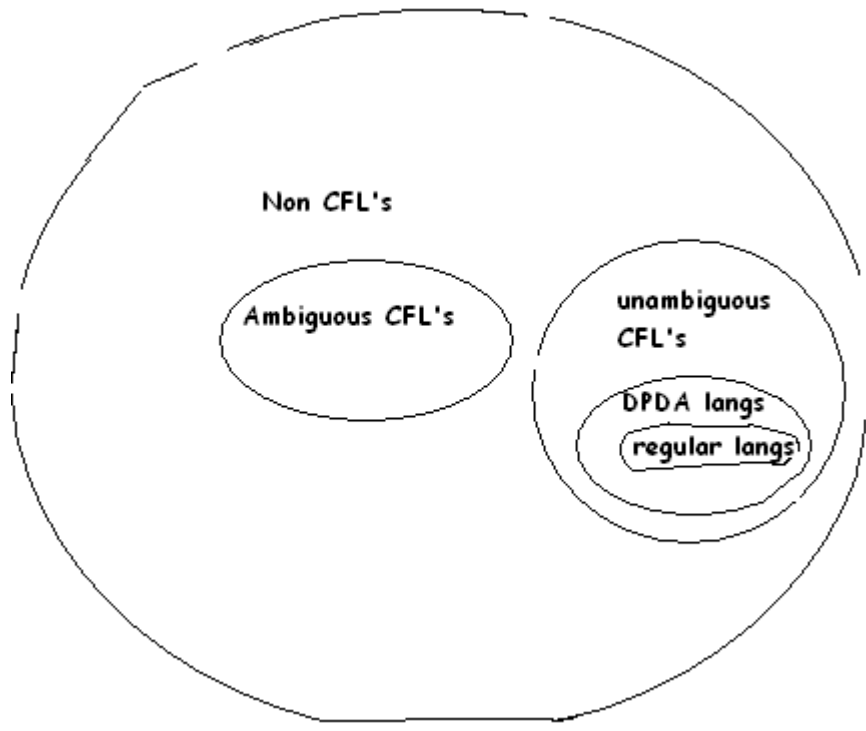 Non CFL's
Ambiguous CFL's
unambiguous
CFL's
DPDA langs
regular langs